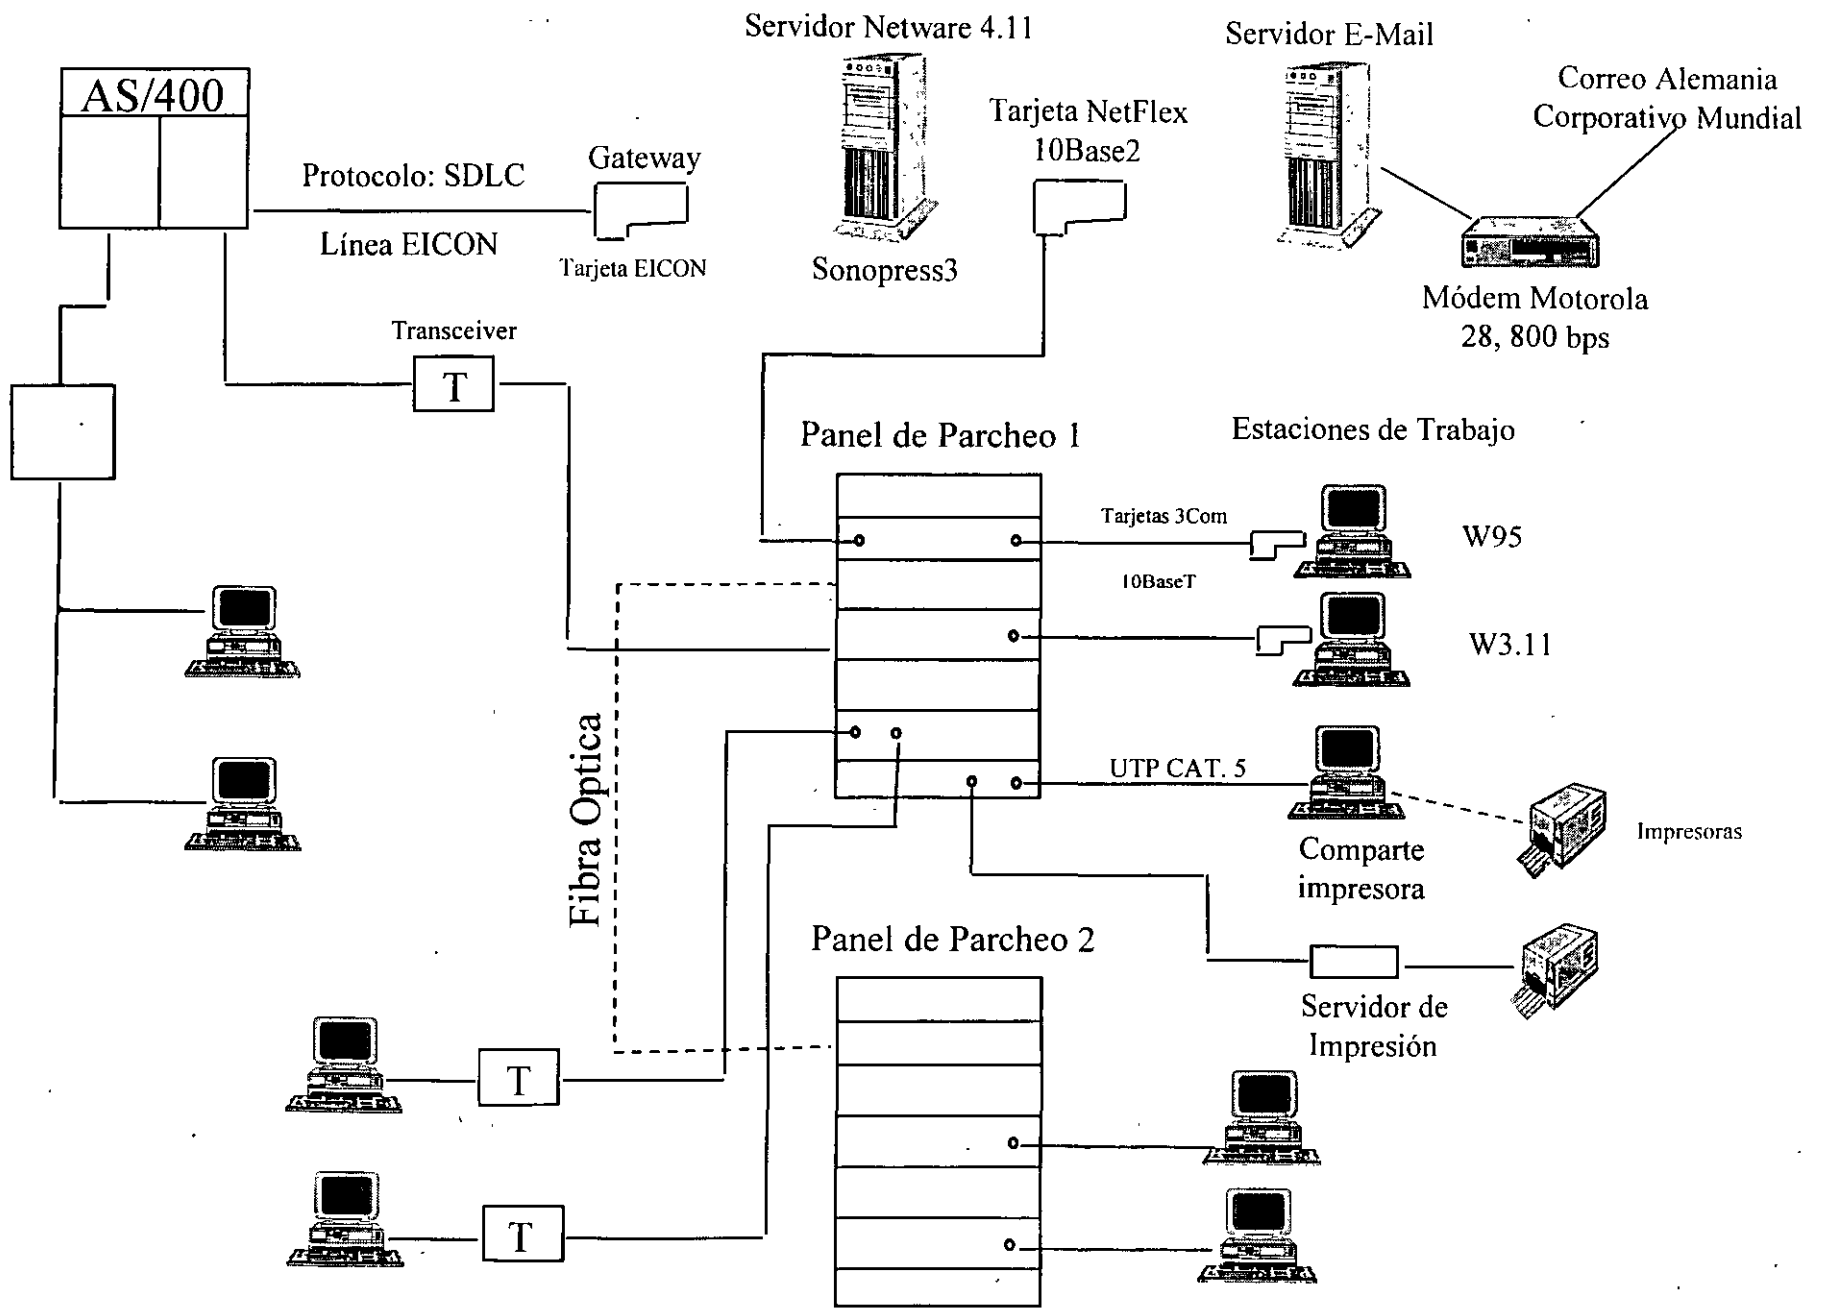 Servidor Netware 4.11
Servidor E-Mail
AS/400
Correo Alemania
Corporativo Mundial
Tarjeta NetFlex
10Base2
Gateway
Protocolo: SDLC
Línea EICON
Tarjeta EICON
Sonopress3
Módem Motorola
28, 800 bps
Transceiver
T
Panel de Parcheo 1
Estaciones de Trabajo
Tarjetas 3Com
W95
10BaseT
W3.11
Fibra Optica
UTP CAT. 5
Impresoras
Comparte
impresora
Panel de Parcheo 2
Servidor de
Impresión
T
T